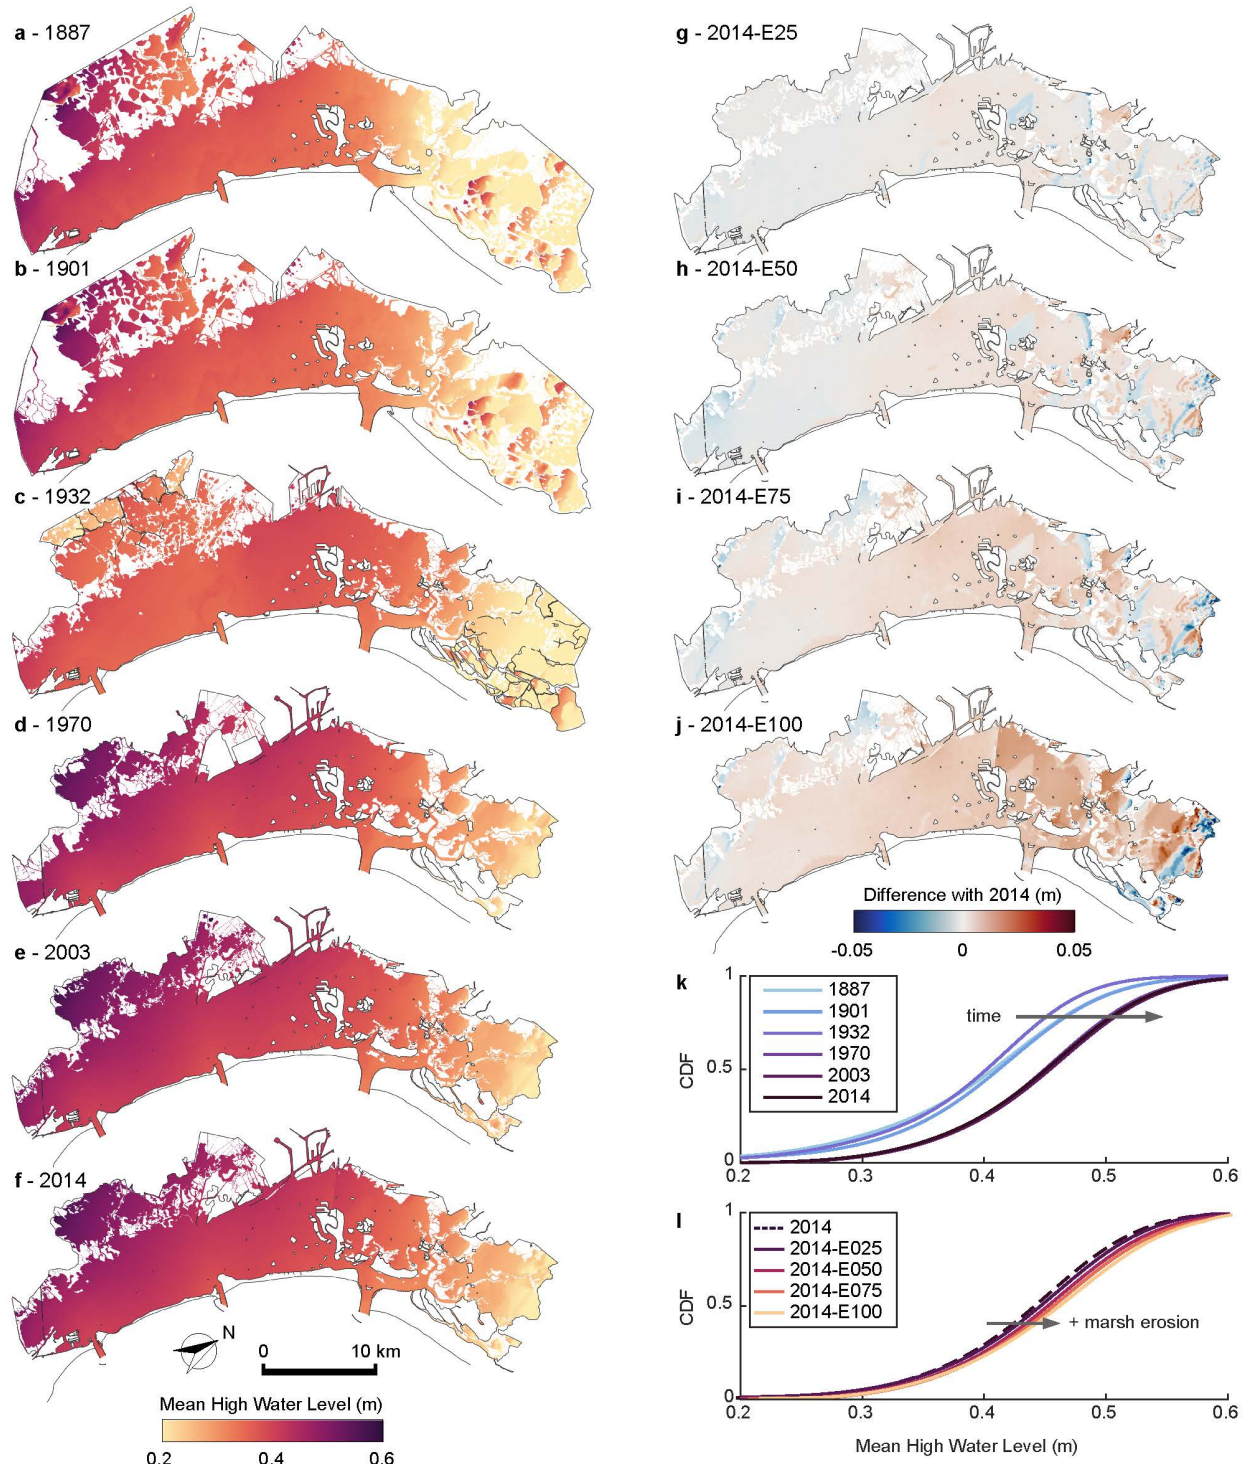 a - 1887
b - 1901
c - 1932
d - 1970
e - 2003
f - 2014
N
0 10 km
Mean High Water Level (m)
0.2 0.4 0.6
g - 2014-E25
h - 2014-E50
i - 2014-E75
j - 2014-E100
Difference with 2014 (m)
-0.05 0 0.05
k
1
0.5
0
CDF
1887
1901
1932
1970
2003
2014
time
0.2 0.3 0.4 0.5 0.6
l
1
0.5
0
CDF
2014
2014-E025
2014-E050
2014-E075
2014-E100
+ marsh erosion
0.2 0.3 0.4 0.5 0.6
Mean High Water Level (m)